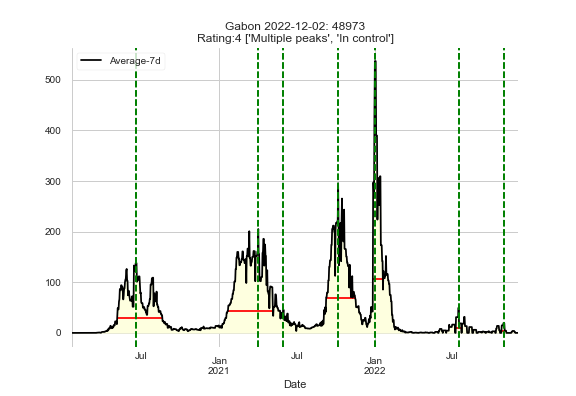 Gabon 2022-12-02: 48973
Rating:4 ['Multiple peaks', 'In control']
Average-7d
500
400
300
200
100
0
Jul
Jan
2021
Jul
Jan
2022
Jul
Date